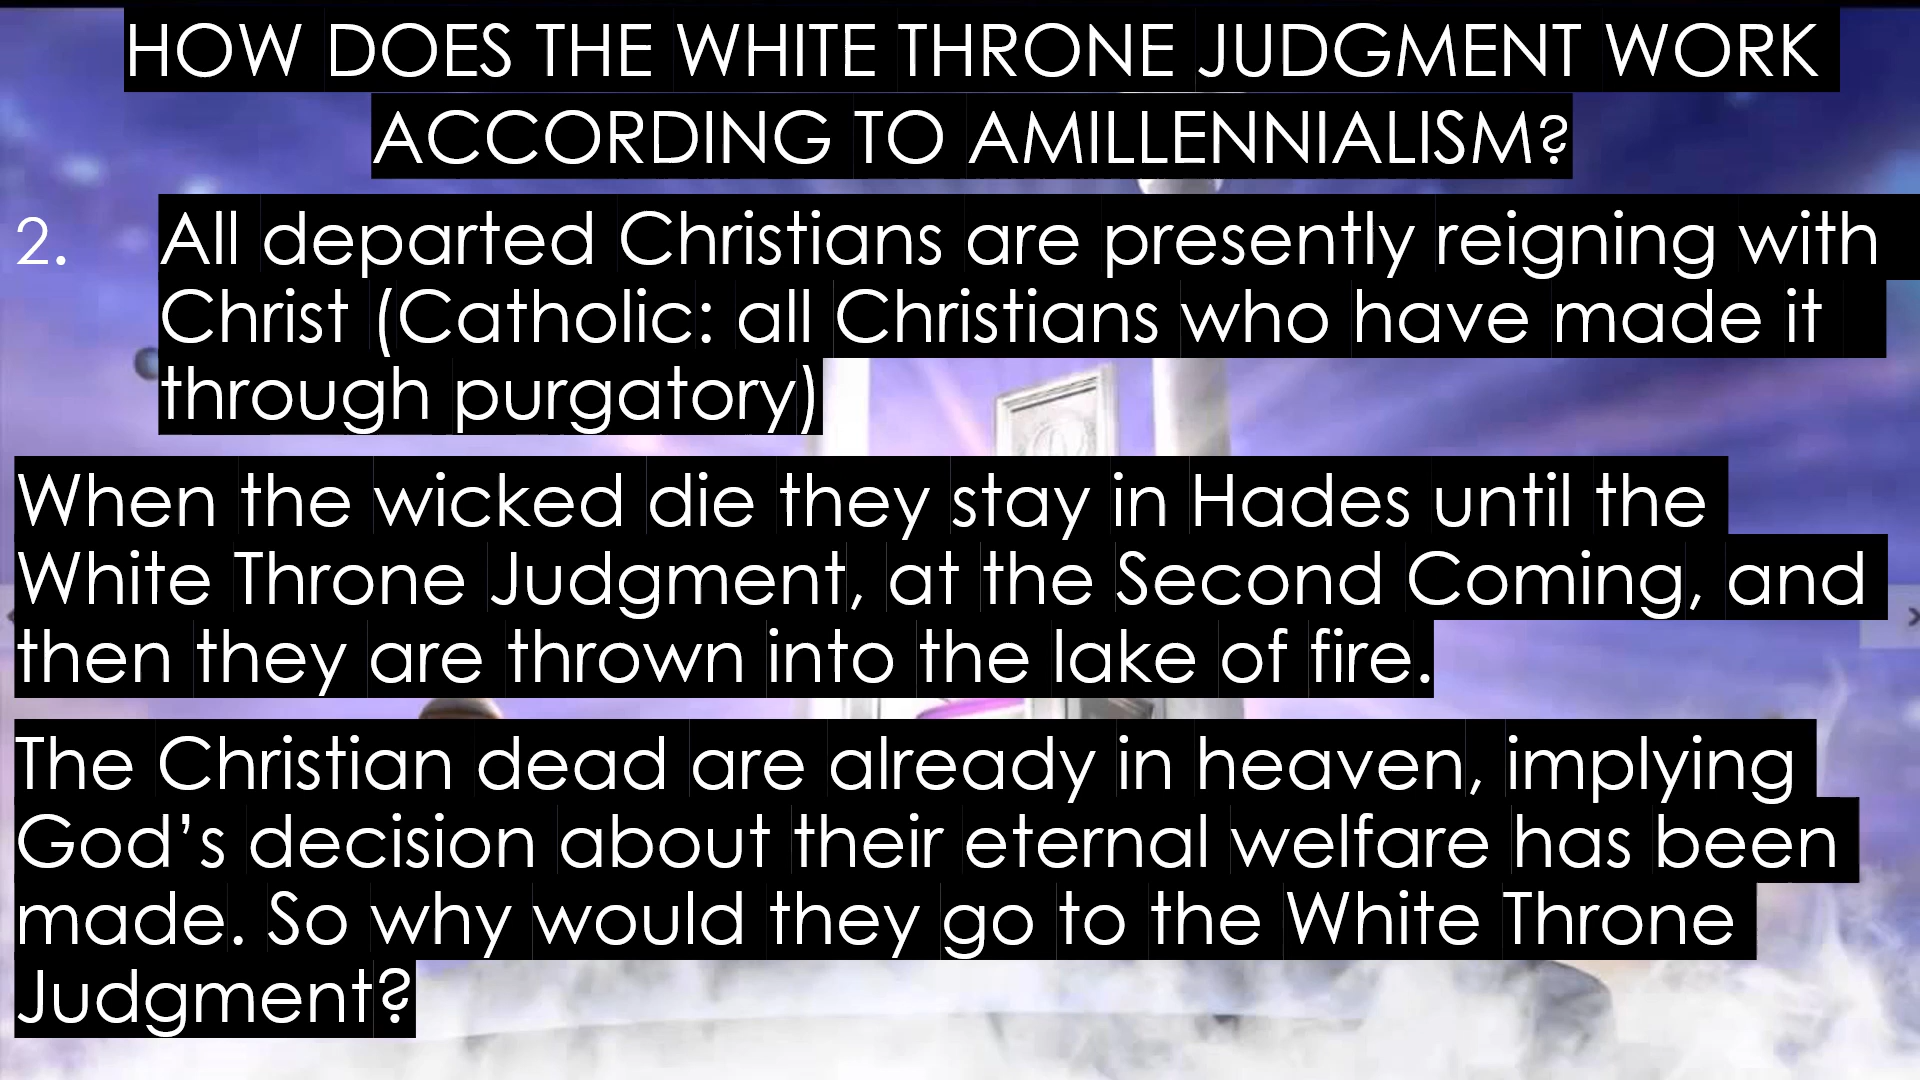 HOW DOES THE WHITE THRONE JUDGMENT WORK
ACCORDING TO AMILLENNIALISM?
2. All departed Christians are presently reigning with
Christ (Catholic: all Christians who have made it
through purgatory)
When the wicked die they stay in Hades until the
White Throne Judgment, at the Second Coming, and
then they are thrown into the lake of fire.
The Christian dead are already in heaven, implying
God’s decision about their eternal welfare has been
made. So why would they go to the White Throne
Judgment?